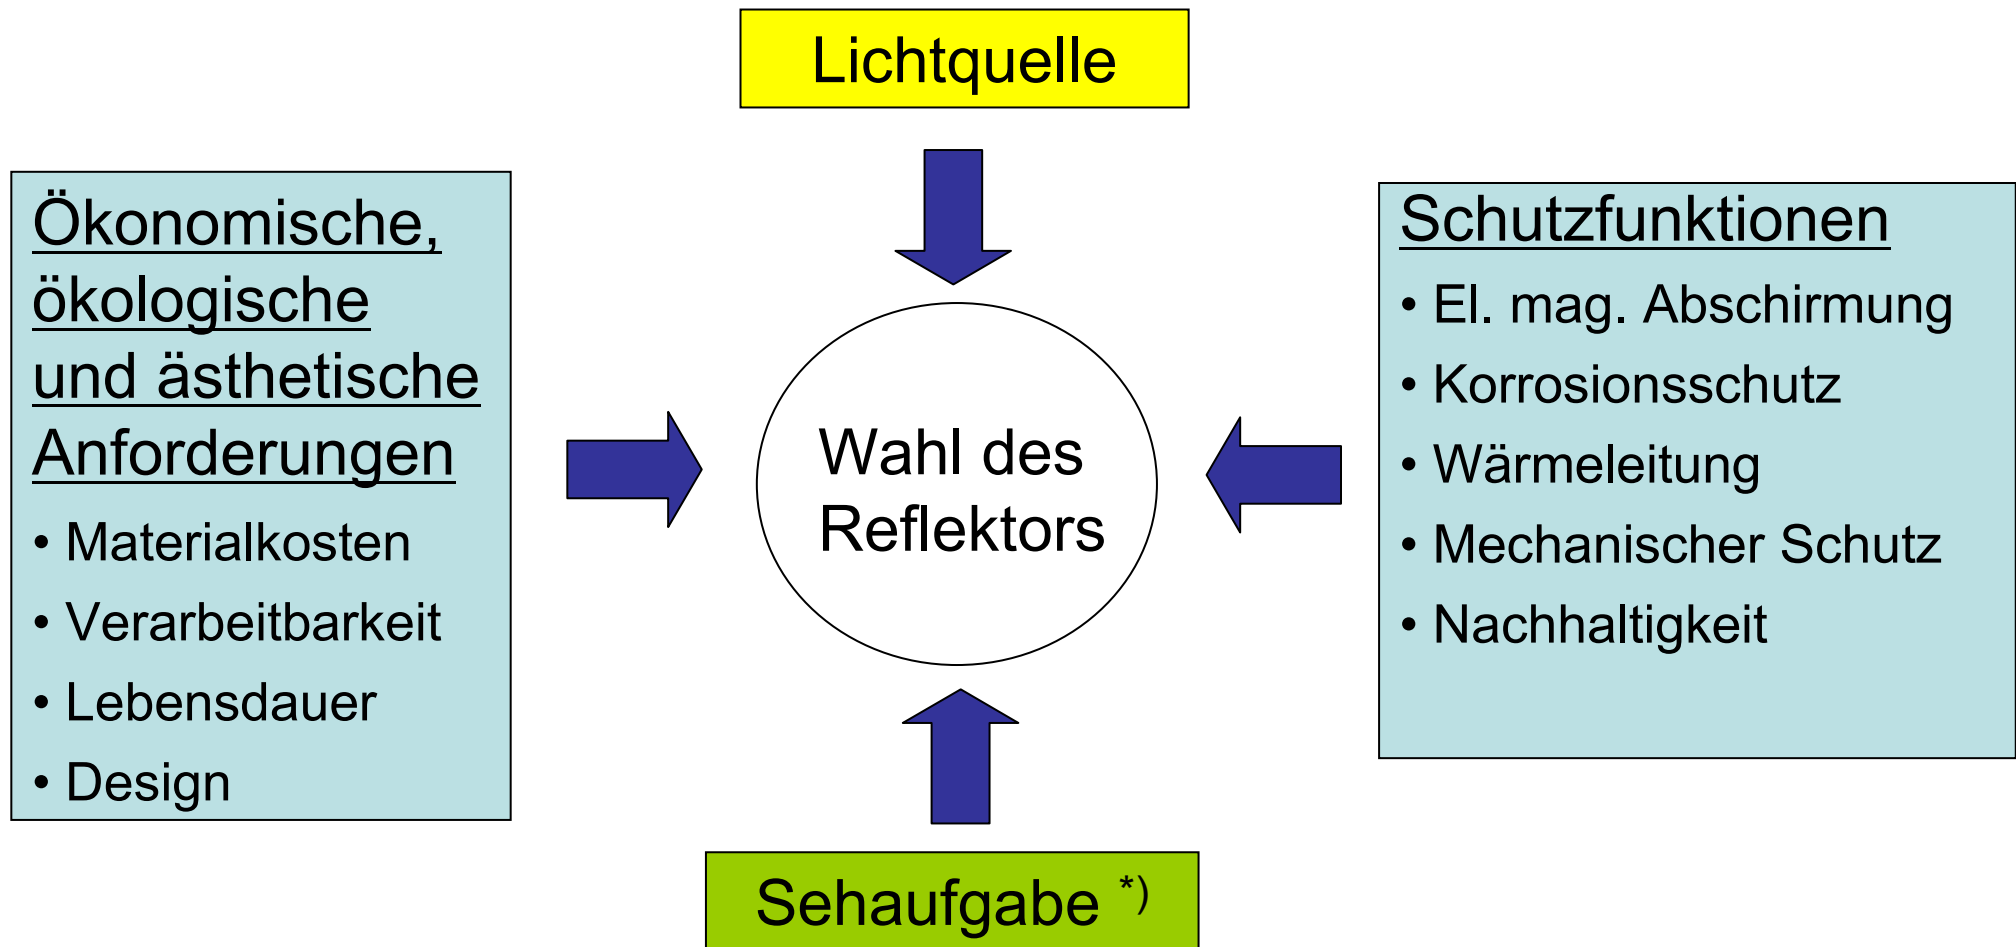 Lichtquelle
Ökonomische,
ökologische
und ästhetische
Anforderungen
• Materialkosten
• Verarbeitbarkeit
• Lebensdauer
• Design
Wahl des
Reflektors
Schutzfunktionen
• El. mag. Abschirmung
• Korrosionsschutz
• Wärmeleitung
• Mechanischer Schutz
• Nachhaltigkeit
Sehaufgabe *)